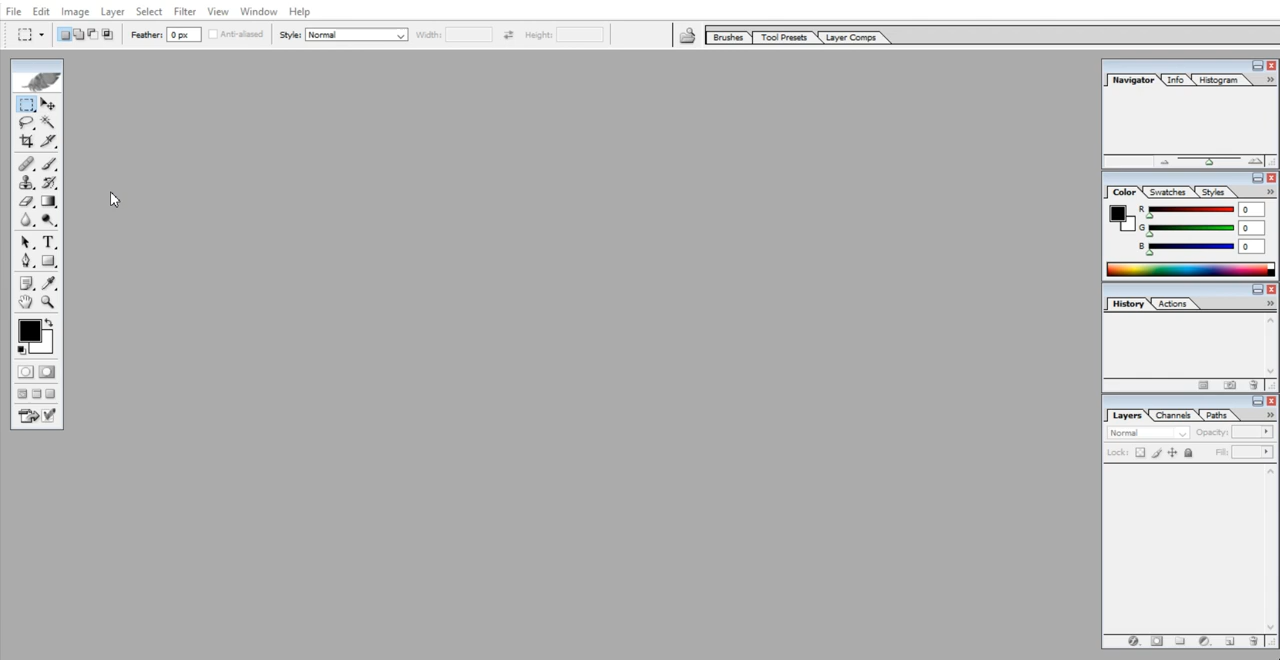 File Edit Image Layer Select Filter View Window Help
Feather: 0 px Anti-aliased Style: Normal Width: Height: Brushes Tool Presets Layer Comps
Navigator Info Histogram
Color Swatches Styles
R 0
G 0
B 0
T
History Actions
Layers Channels Paths
Normal Opacity:
Lock: Fill: